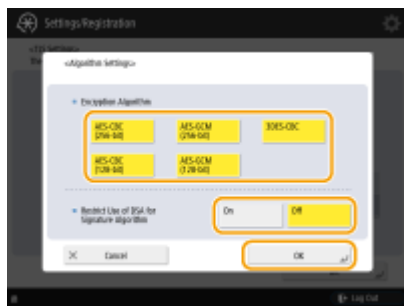 Settings/Registration
<Algorithm Settings>
Encryption Algorithm
AES-CBC
(256-bit)
AES-GCM
(256-bit)
3DES-CBC
AES-CBC
(128-bit)
AES-GCM
(128-bit)
Restrict Use of DSA for
Signature Algorithm
On
Off
Cancel
OK
Log Out